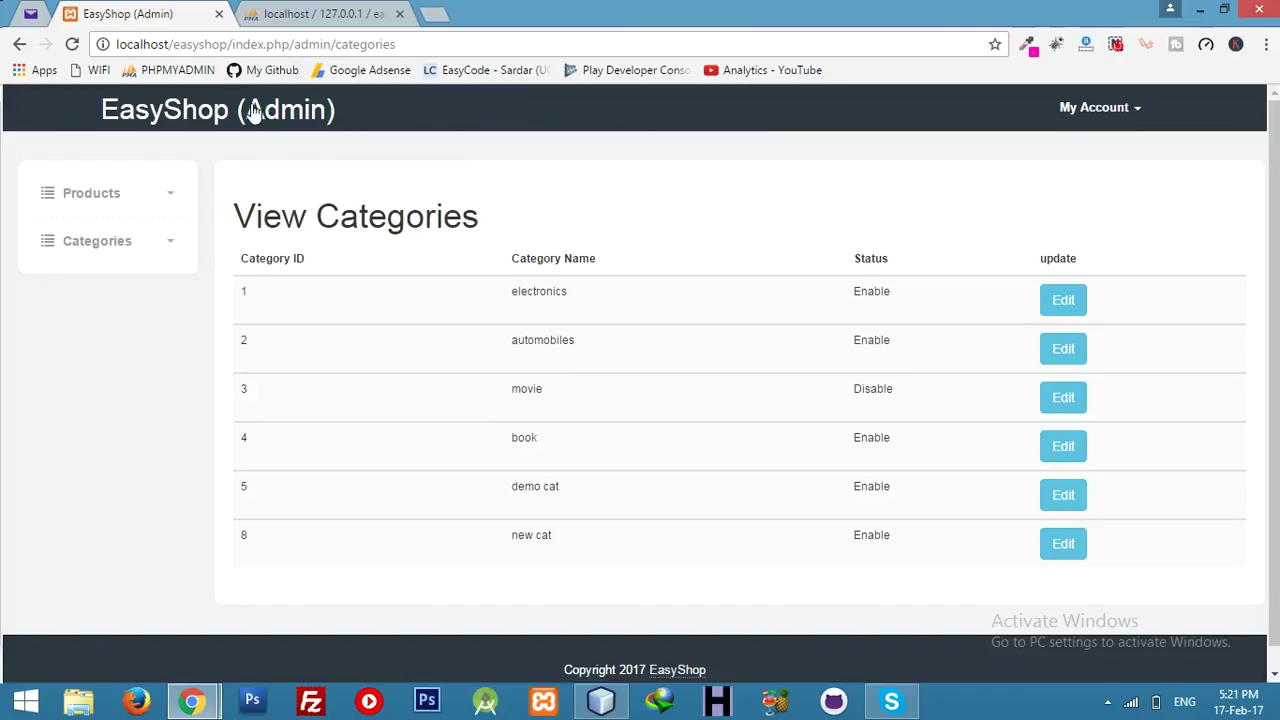 EasyShop (Admin)
localhost / 127.0.0.1 / ea
localhost/easyshop/index.php/admin/categories
Apps WIFI PHPMYADMIN My Github Google Adsense LC EasyCode - Sardar (U Play Developer Conso Analytics - YouTube
EasyShop (Admin) My Account
Products
Categories
View Categories
Category ID Category Name Status update
1 electronics Enable Edit
2 automobiles Enable Edit
3 movie Disable Edit
4 book Enable Edit
5 demo cat Enable Edit
8 new cat Enable Edit
Activate Windows
Go to PC settings to activate Windows.
Copyright 2017 EasyShop
ENG
5:21 PM
17-Feb-17